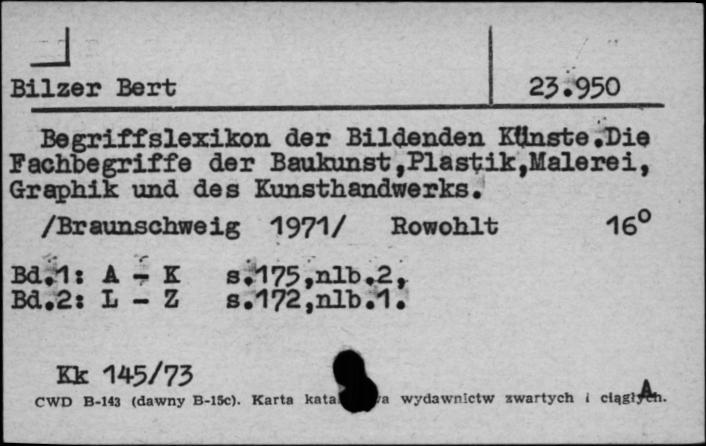 Bilzer Bert 23.950
Begriffslexikon der Bildenden Künste.Die
Fachbegriffe der Baukunst,Plastik,Malerei,
Graphik und des Kunsthandwerks.
/Braunschweig 1971/ Rowohlt 16°
Bd.1: A - K s.175,nlb.2,
Bd.2: L - Z s.172,nlb.1.
Kk 145/73
A
CWD B-143 (dawny B-15c). Karta wydawnictw zwartych i ciągłych.